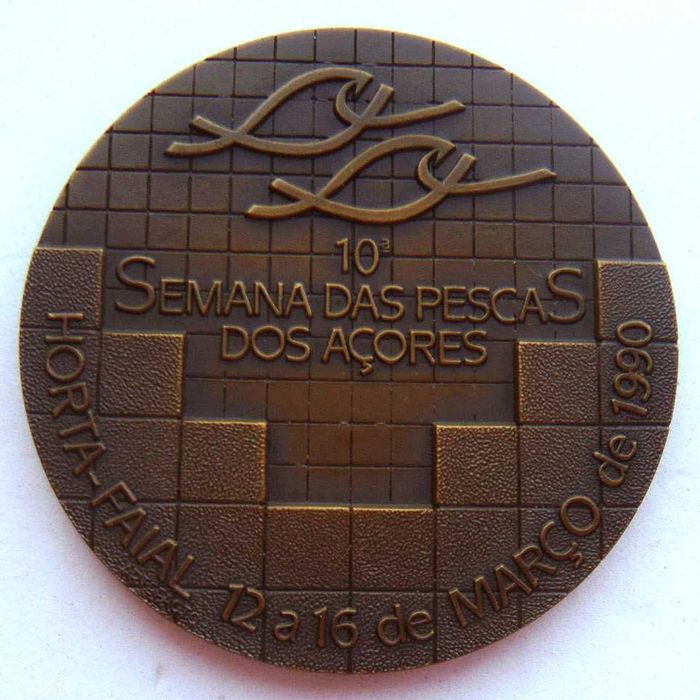 10ª
SEMANA DAS PESCAS
DOS AÇORES
HORTA-FAIAL 12 a 16 de MARÇO de 1990